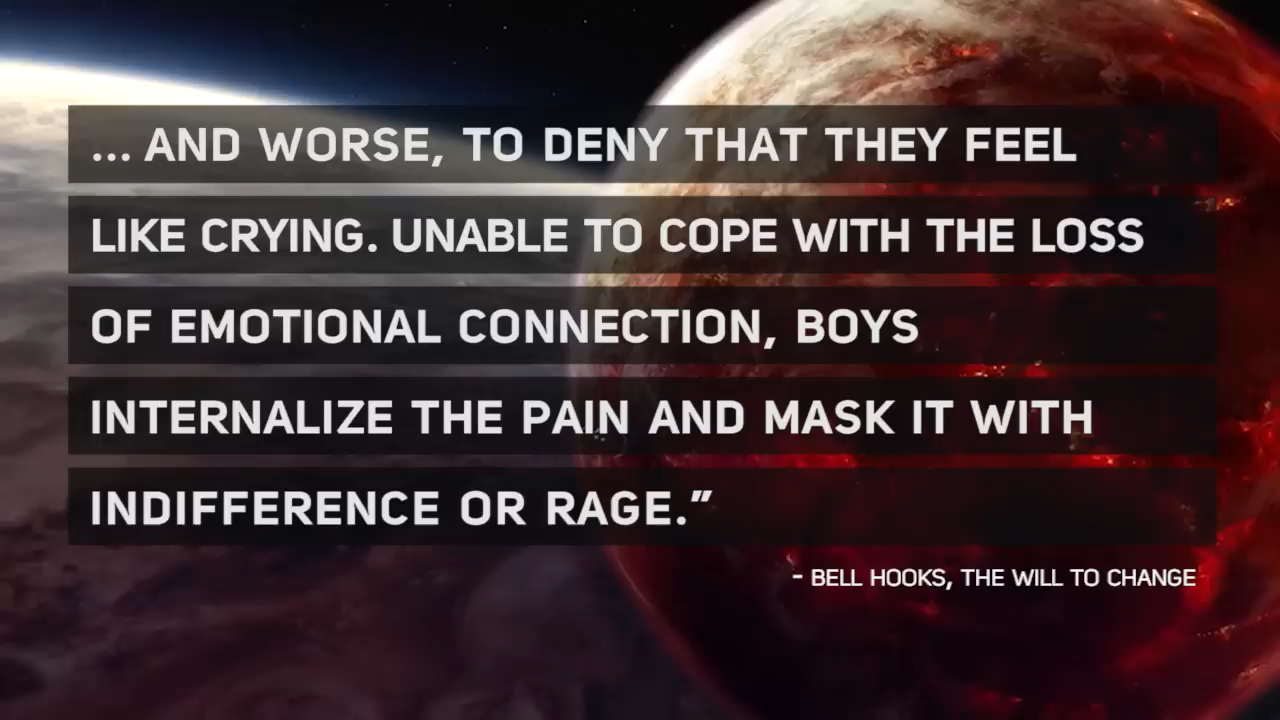 ... AND WORSE, TO DENY THAT THEY FEEL
LIKE CRYING. UNABLE TO COPE WITH THE LOSS
OF EMOTIONAL CONNECTION, BOYS
INTERNALIZE THE PAIN AND MASK IT WITH
INDIFFERENCE OR RAGE.”
- BELL HOOKS, THE WILL TO CHANGE